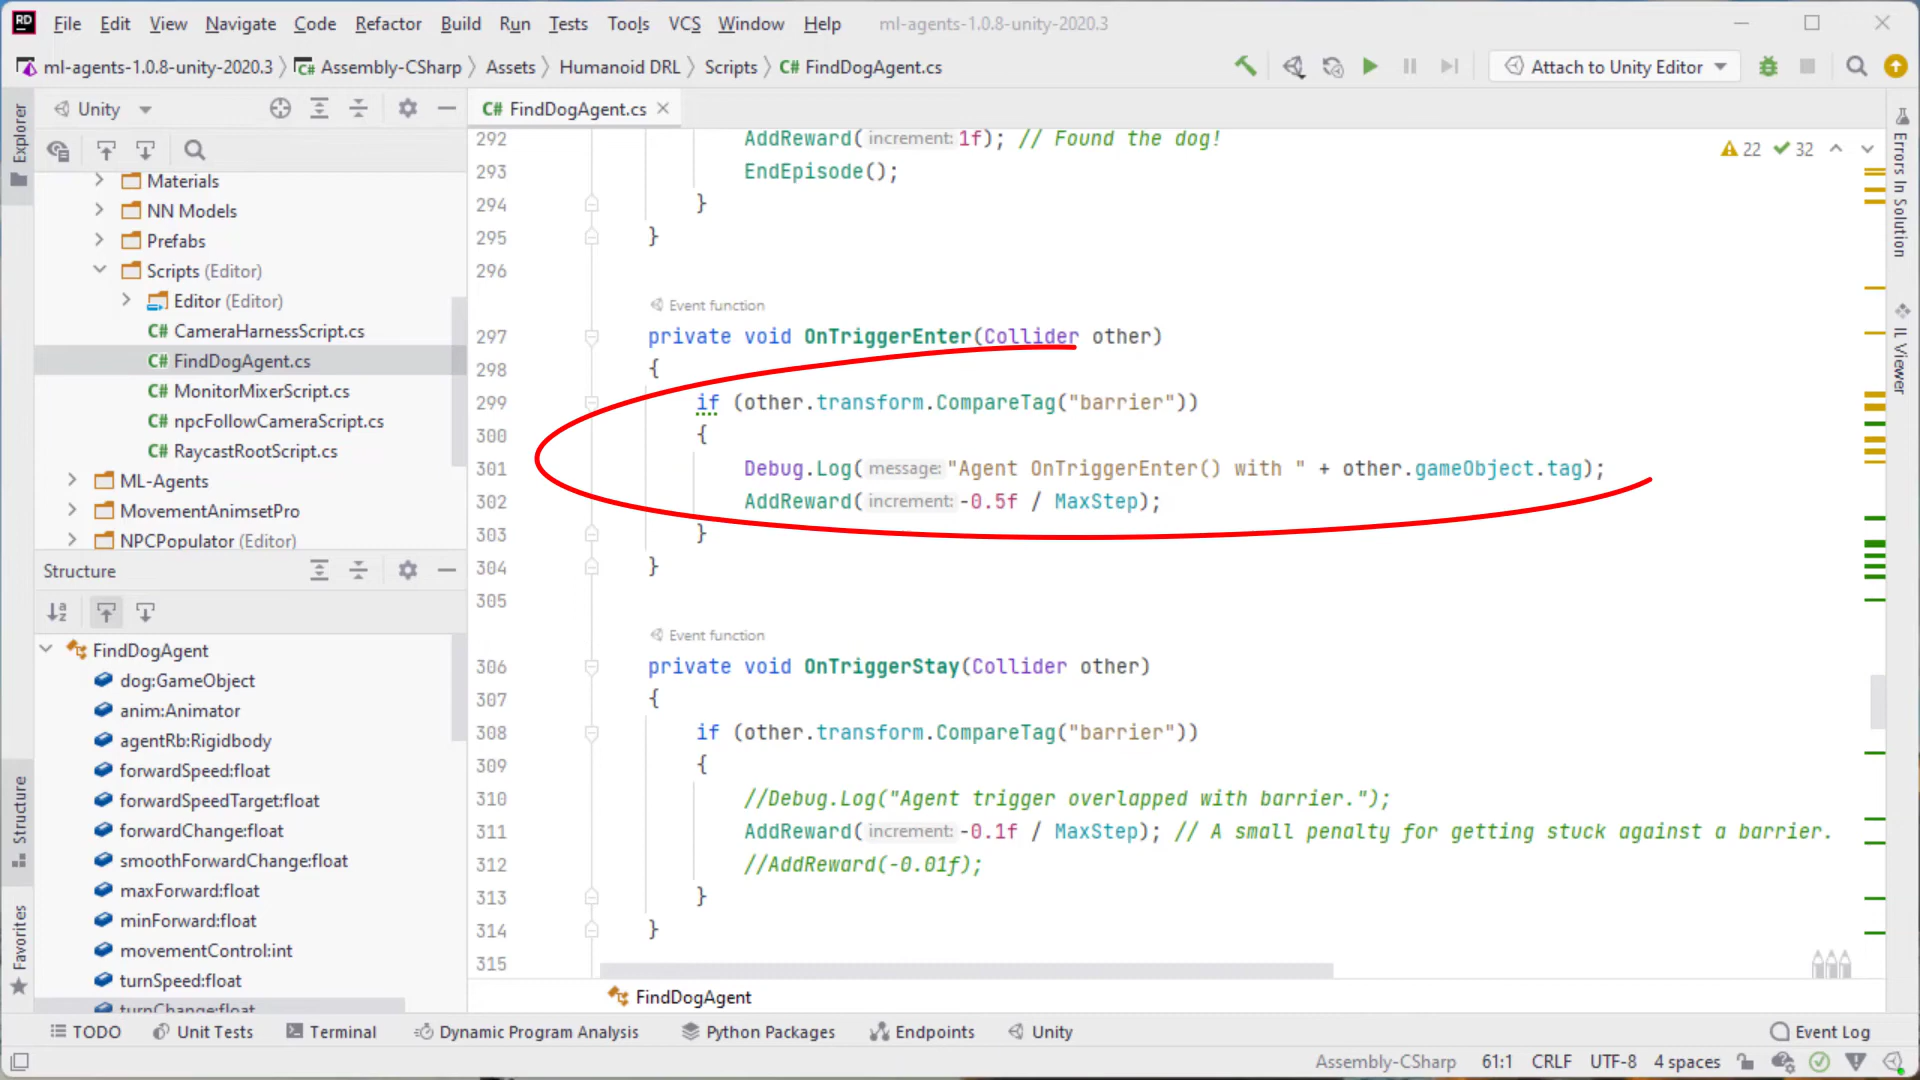 File Edit View Navigate Code Refactor Build Run Tests Tools VCS Window Help ml-agents-1.0.8-unity-2020.3
ml-agents-1.0.8-unity-2020.3 Assembly-CSharp Assets Humanoid DRL Scripts C# FindDogAgent.cs Attach to Unity Editor
Explorer
Unity
Materials
NN Models
Prefabs
Scripts (Editor)
Editor (Editor)
C# CameraHarnessScript.cs
C# FindDogAgent.cs
C# MonitorMixerScript.cs
C# npcFollowCameraScript.cs
C# RaycastRootScript.cs
ML-Agents
MovementAnimsetPro
NPCPopulator (Editor)
Structure
FindDogAgent
dog:GameObject
anim:Animator
agentRb:Rigidbody
forwardSpeed:float
forwardSpeedTarget:float
forwardChange:float
smoothForwardChange:float
maxForward:float
minForward:float
movementControl:int
turnSpeed:float
turnChange:float
Structure
Favorites
C# FindDogAgent.cs
22 32
292 AddReward( increment: 1f); // Found the dog!
293 EndEpisode();
294 }
295 }
296
Event function
297 private void OnTriggerEnter(Collider other)
298 {
299 if (other.transform.CompareTag("barrier"))
300 {
301 Debug.Log( message: "Agent OnTriggerEnter() with " + other.gameObject.tag);
302 AddReward( increment: -0.5f / MaxStep);
303 }
304 }
305
Event function
306 private void OnTriggerStay(Collider other)
307 {
308 if (other.transform.CompareTag("barrier"))
309 {
310 //Debug.Log("Agent trigger overlapped with barrier.");
311 AddReward( increment: -0.1f / MaxStep); // A small penalty for getting stuck against a barrier.
312 //AddReward(-0.01f);
313 }
314 }
315
FindDogAgent
Errors In Solution
IL Viewer
TODO Unit Tests Terminal Dynamic Program Analysis Python Packages Endpoints Unity Event Log
Assembly-CSharp 61:1 CRLF UTF-8 4 spaces